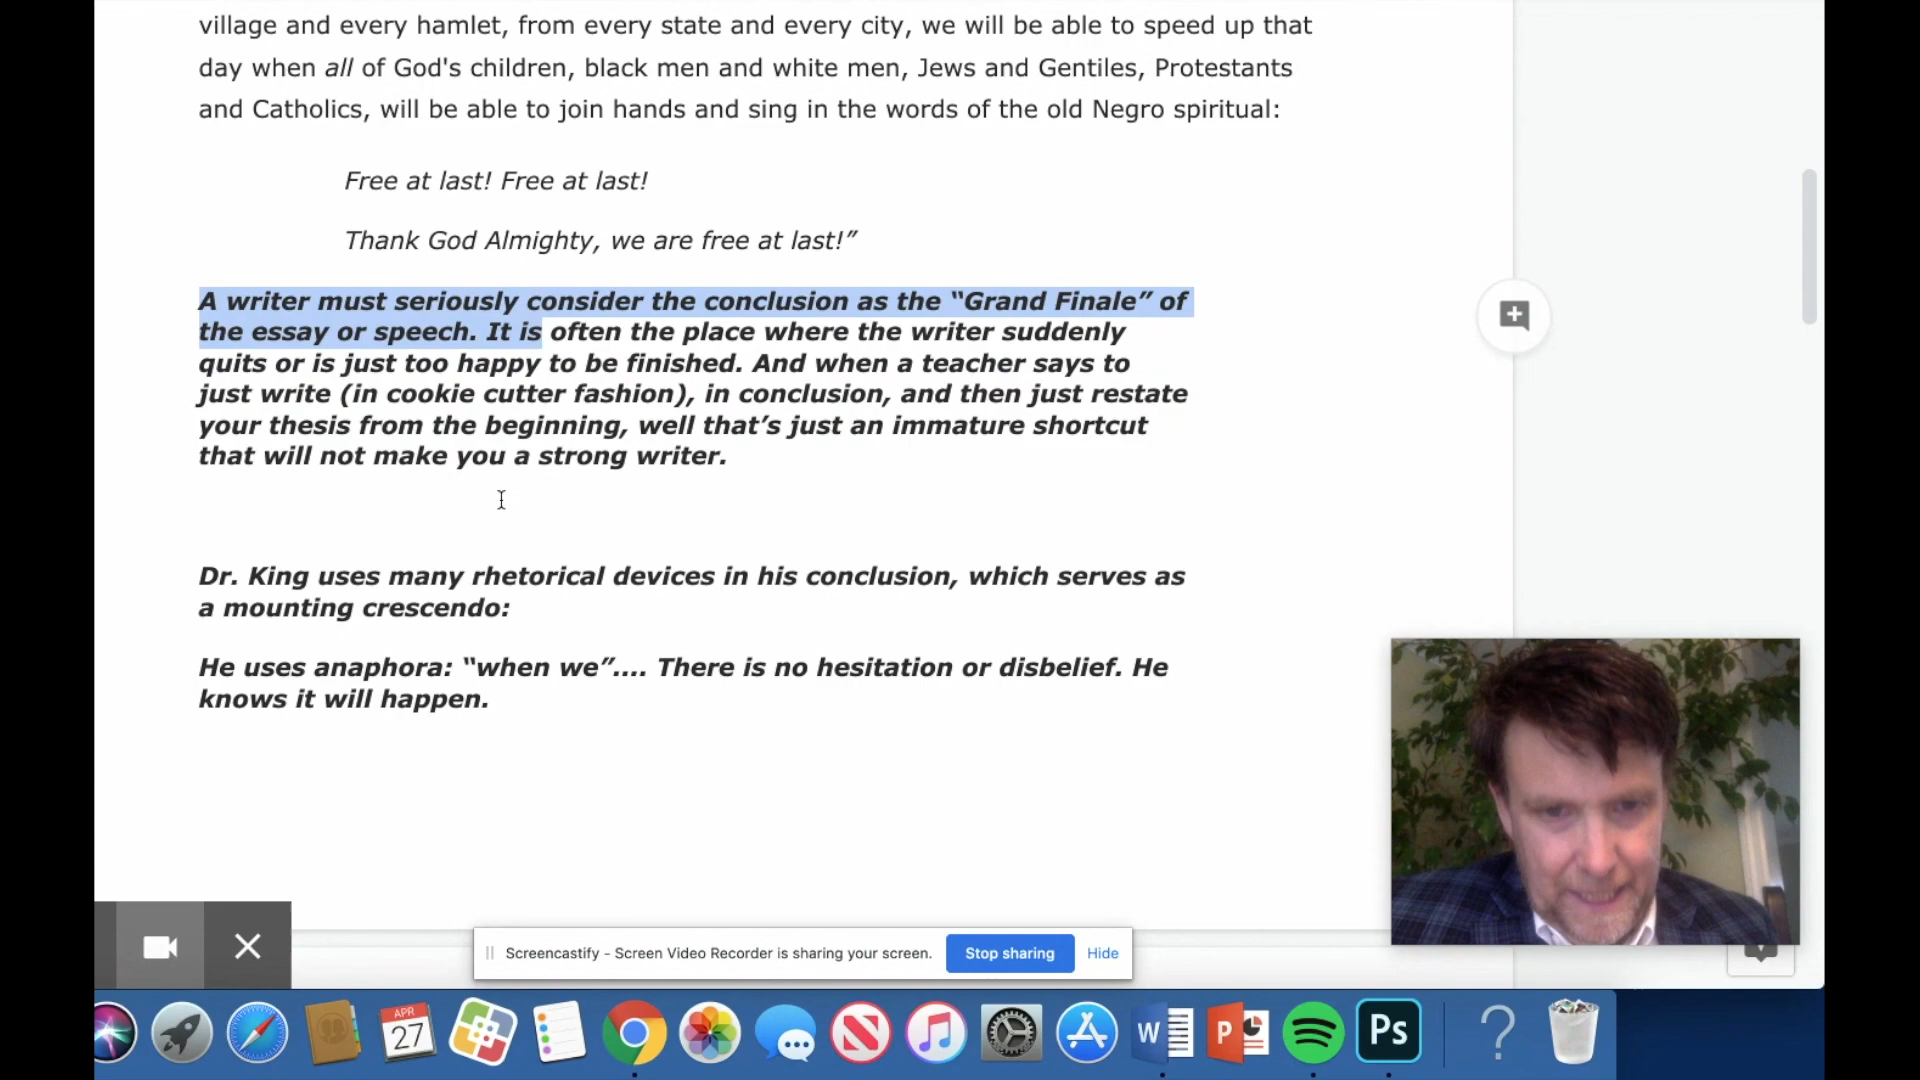 village and every hamlet, from every state and every city, we will be able to speed up that
day when all of God's children, black men and white men, Jews and Gentiles, Protestants
and Catholics, will be able to join hands and sing in the words of the old Negro spiritual:
Free at last! Free at last!
Thank God Almighty, we are free at last!”
A writer must seriously consider the conclusion as the “Grand Finale” of
the essay or speech. It is often the place where the writer suddenly
quits or is just too happy to be finished. And when a teacher says to
just write (in cookie cutter fashion), in conclusion, and then just restate
your thesis from the beginning, well that’s just an immature shortcut
that will not make you a strong writer.
Dr. King uses many rhetorical devices in his conclusion, which serves as
a mounting crescendo:
He uses anaphora: “when we”.... There is no hesitation or disbelief. He
knows it will happen.
Screencastify - Screen Video Recorder is sharing your screen. Stop sharing Hide
APR
27
W
P
Ps
?